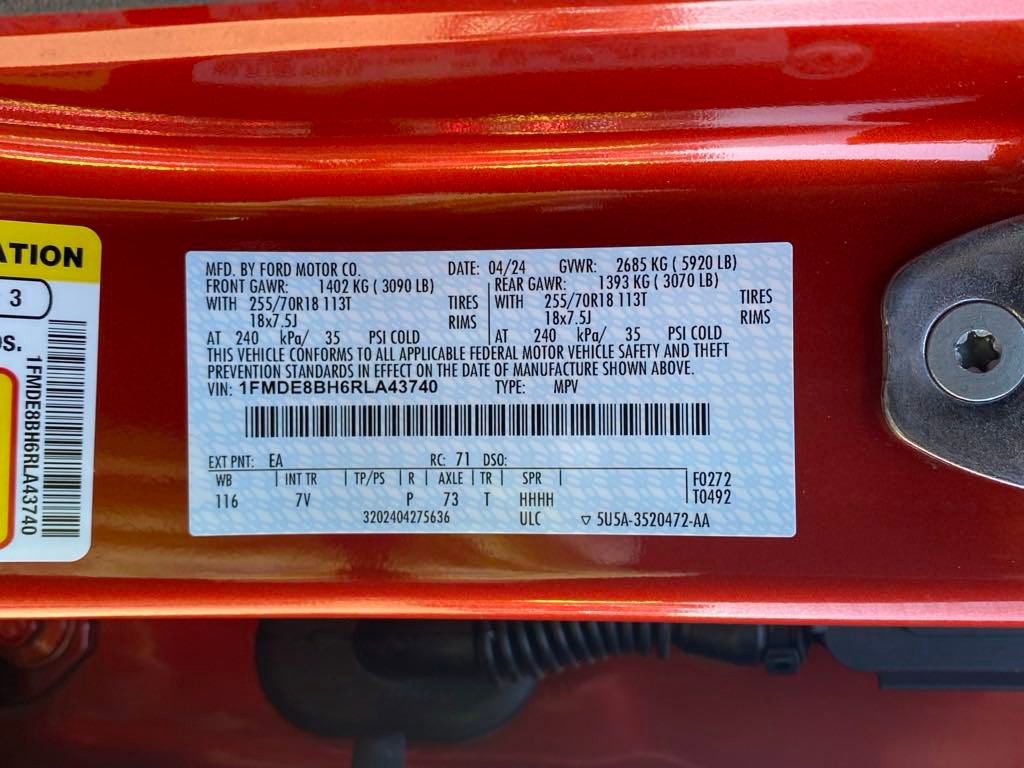 ATION
3
S.
1FMDE8BH6RLA43740
MFD. BY FORD MOTOR CO. DATE: 04/24 GVWR: 2685 KG ( 5920 LB)
FRONT GAWR: 1402 KG ( 3090 LB) REAR GAWR: 1393 KG ( 3070 LB)
WITH 255/70R18 113T TIRES WITH 255/70R18 113T TIRES
18x7.5J RIMS 18x7.5J RIMS
AT 240 kPa/ 35 PSI COLD AT 240 kPa/ 35 PSI COLD
THIS VEHICLE CONFORMS TO ALL APPLICABLE FEDERAL MOTOR VEHICLE SAFETY AND THEFT
PREVENTION STANDARDS IN EFFECT ON THE DATE OF MANUFACTURE SHOWN ABOVE.
VIN: 1FMDE8BH6RLA43740 TYPE: MPV
EXT PNT: EA RC: 71 DSO:
WB INT TR TP/PS R AXLE TR SPR F0272
116 7V P 73 T HHHH T0492
3202404275636 ULC ▽ 5U5A-3520472-AA